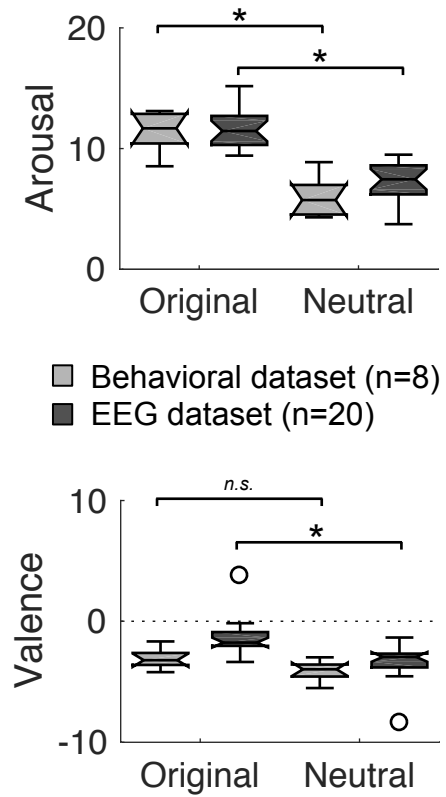 *
20
*
Arousal
10
0
Original Neutral
Behavioral dataset (n=8)
EEG dataset (n=20)
n.s.
10
*
Valence
0
-10
Original Neutral